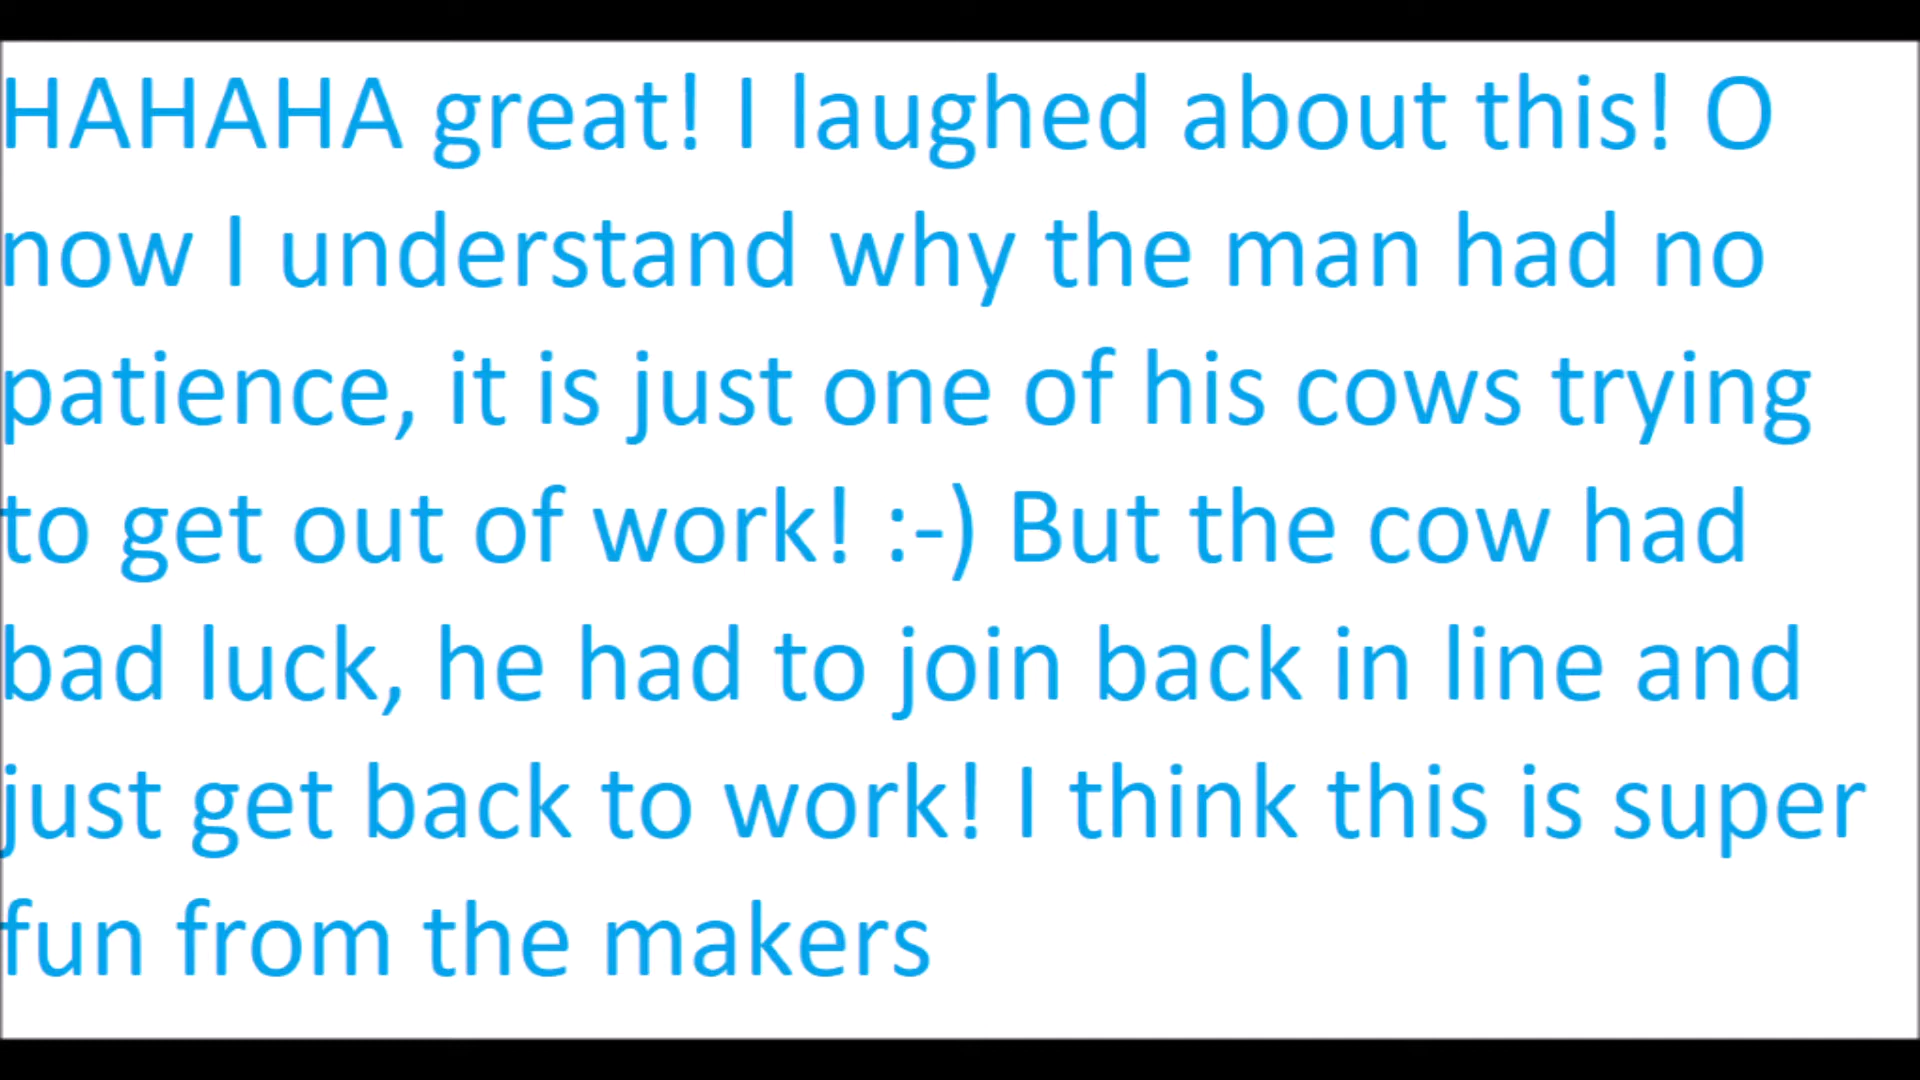 HAHAHA great! I laughed about this! O
now I understand why the man had no
patience, it is just one of his cows trying
to get out of work! :-) But the cow had
bad luck, he had to join back in line and
just get back to work! I think this is super
fun from the makers